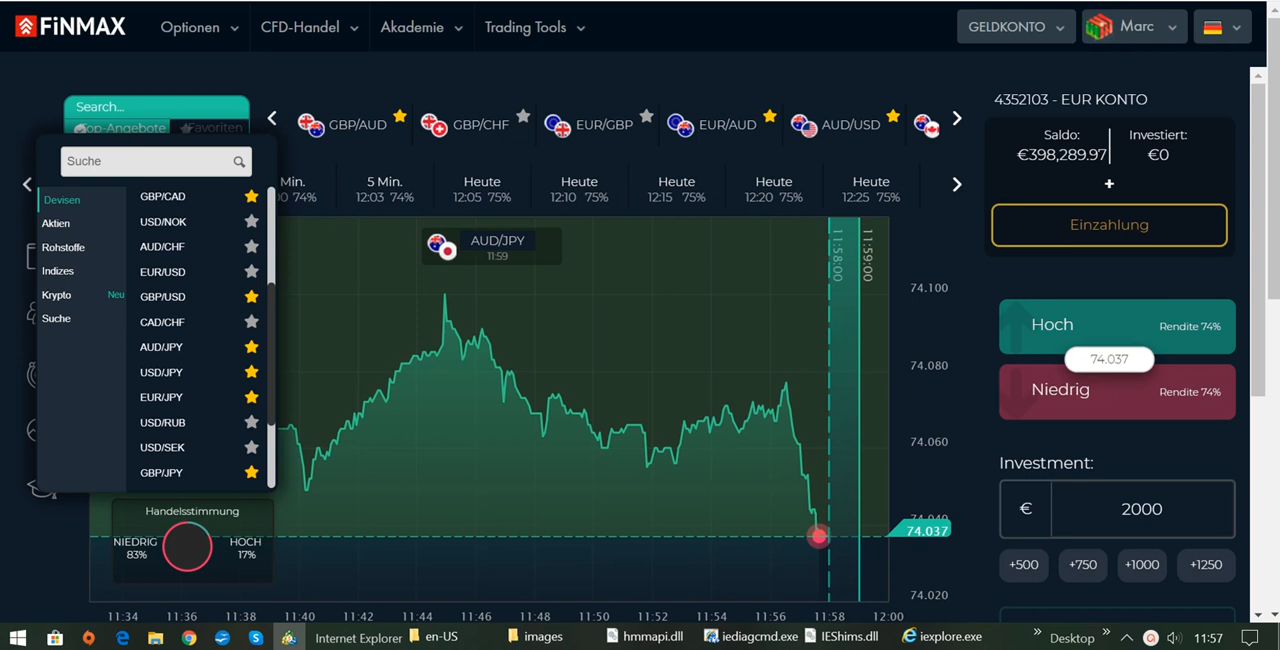 FiNMAX
Optionen
CFD-Handel
Akademie
Trading Tools
GELDKONTO
Marc
Search...
Top-Angebote
Favoriten
GBP/AUD
GBP/CHF
EUR/GBP
EUR/AUD
AUD/USD
4352103 - EUR KONTO
Saldo:
€398,289.97
Investiert:
€0
+
Einzahlung
Suche
Devisen
Aktien
Rohstoffe
Indizes
Krypto Neu
Suche
GBP/CAD
USD/NOK
AUD/CHF
EUR/USD
GBP/USD
CAD/CHF
AUD/JPY
USD/JPY
EUR/JPY
USD/RUB
USD/SEK
GBP/JPY
Min.
00 74%
5 Min.
12:03 74%
Heute
12:10 75%
Heute
12:10 75%
Heute
12:15 75%
Heute
12:20 75%
Heute
12:25 75%
AUD/JPY
11:59
11:58:00
11:59:00
74.100
74.080
74.060
74.040
74.037
74.020
Handelsstimmung
NIEDRIG
83%
HOCH
17%
11:34 11:36 11:38 11:40 11:42 11:44 11:46 11:48 11:50 11:52 11:54 11:56 11:58 12:00
Hoch
Rendite 74%
74.037
Niedrig
Rendite 74%
Investment:
€
2000
+500 +750 +1000 +1250
Internet Explorer
en-US
images
hmmapi.dll
iediagcmd.exe
IEShims.dll
iexplore.exe
Desktop
11:57